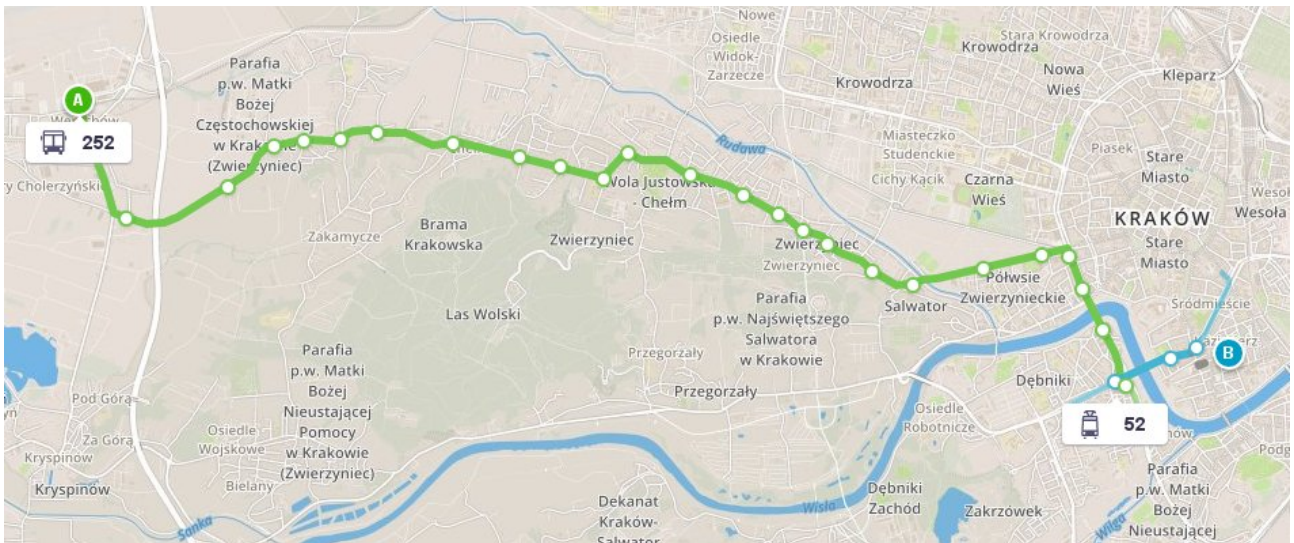 Nowe
Osiedle
Widok-
Zarzecze
Stara Krowodrza
Krowodrza
Nowa
Wieś
Kleparz
Krowodrza
Parafia
p.w. Matki
Bożej
Częstochowskiej
w Krakowie
(Zwierzyniec)
A
252
Rudawa
Miasteczko
Studenckie
Piasek
Stare
Miasto
Cichy Kącik
Czarna
Wieś
Wesoła
KRAKÓW
Stare
Miasto
Wola Justowska
- Chełm
Zakamycze
Brama
Krakowska
Zwierzyniec
Zwierzyniec
Zwierzyniec
Półwsie
Zwierzynieckie
Śródmieście
Salwator
Las Wolski
Parafia
p.w. Najświętszego
Salwatora
w Krakowie
Przegorzały
Przegorzały
Kazimierz
B
Dębniki
52
Osiedle
Robotnicze
Parafia
p.w. Matki
Bożej
Nieustającej
Pomocy
w Krakowie
(Zwierzyniec)
Pod Górą
Za Górą
Kryspinów
Kryspinów
Osiedle
Wojskowe
Bielany
Sanka
Dekanat
Kraków-
Salwator
Wisła
Dębniki
Zachód
Zakrzówek
Wilga
Parafia
p.w. Matki
Bożej
Nieustającej